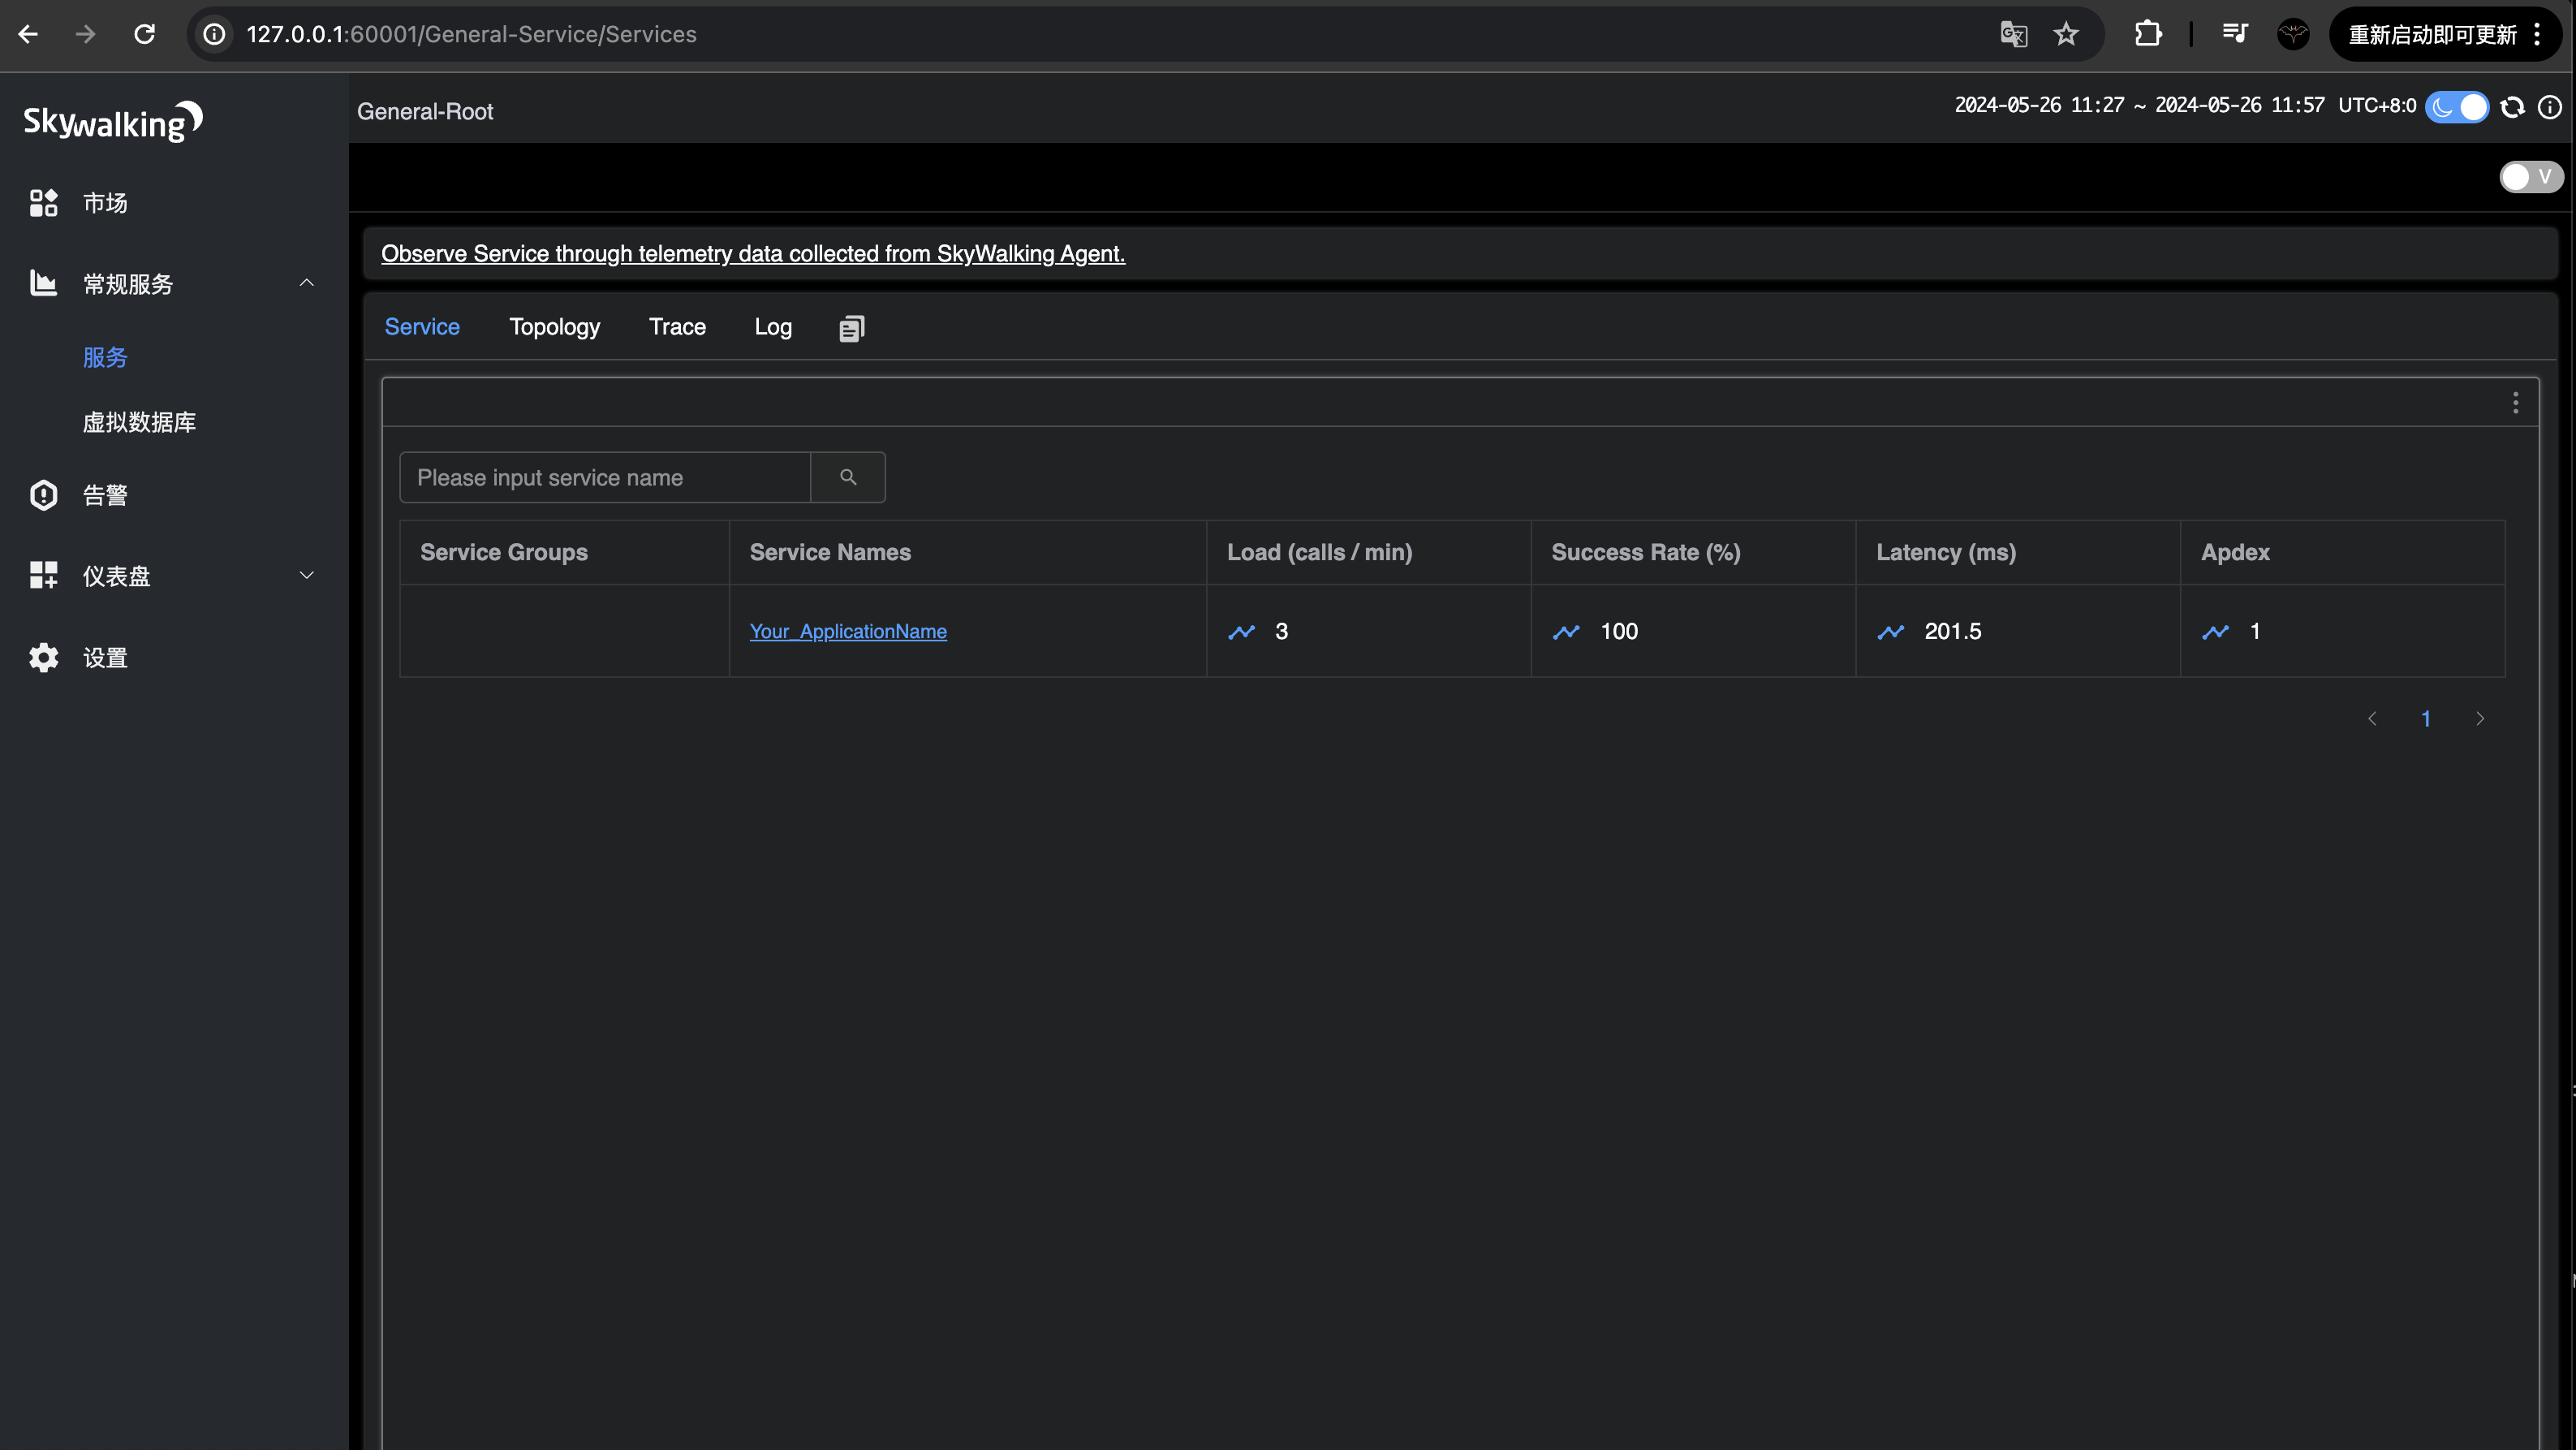 127.0.0.1:60001/General-Service/Services
重新启动即可更新
Skywalking
General-Root
2024-05-26 11:27 ~ 2024-05-26 11:57 UTC+8:0
V
市场
常规服务
服务
虚拟数据库
告警
仪表盘
设置
Observe Service through telemetry data collected from SkyWalking Agent.
Service Topology Trace Log
Please input service name
Service Groups Service Names Load (calls / min) Success Rate (%) Latency (ms) Apdex
Your_ApplicationName 3 100 201.5 1
1